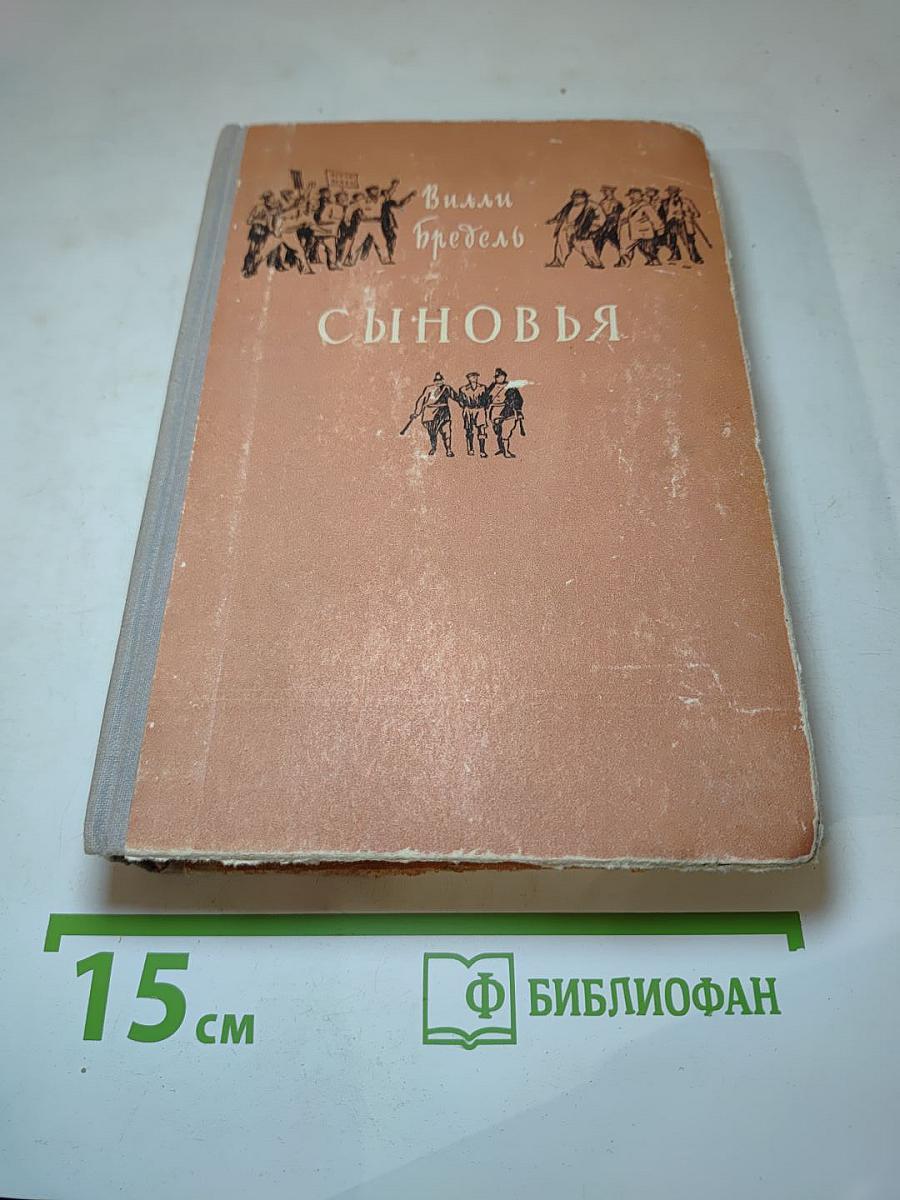 Вилли
Бредель
СЫНОВЬЯ
15 см
Ф БИБЛИОФАН